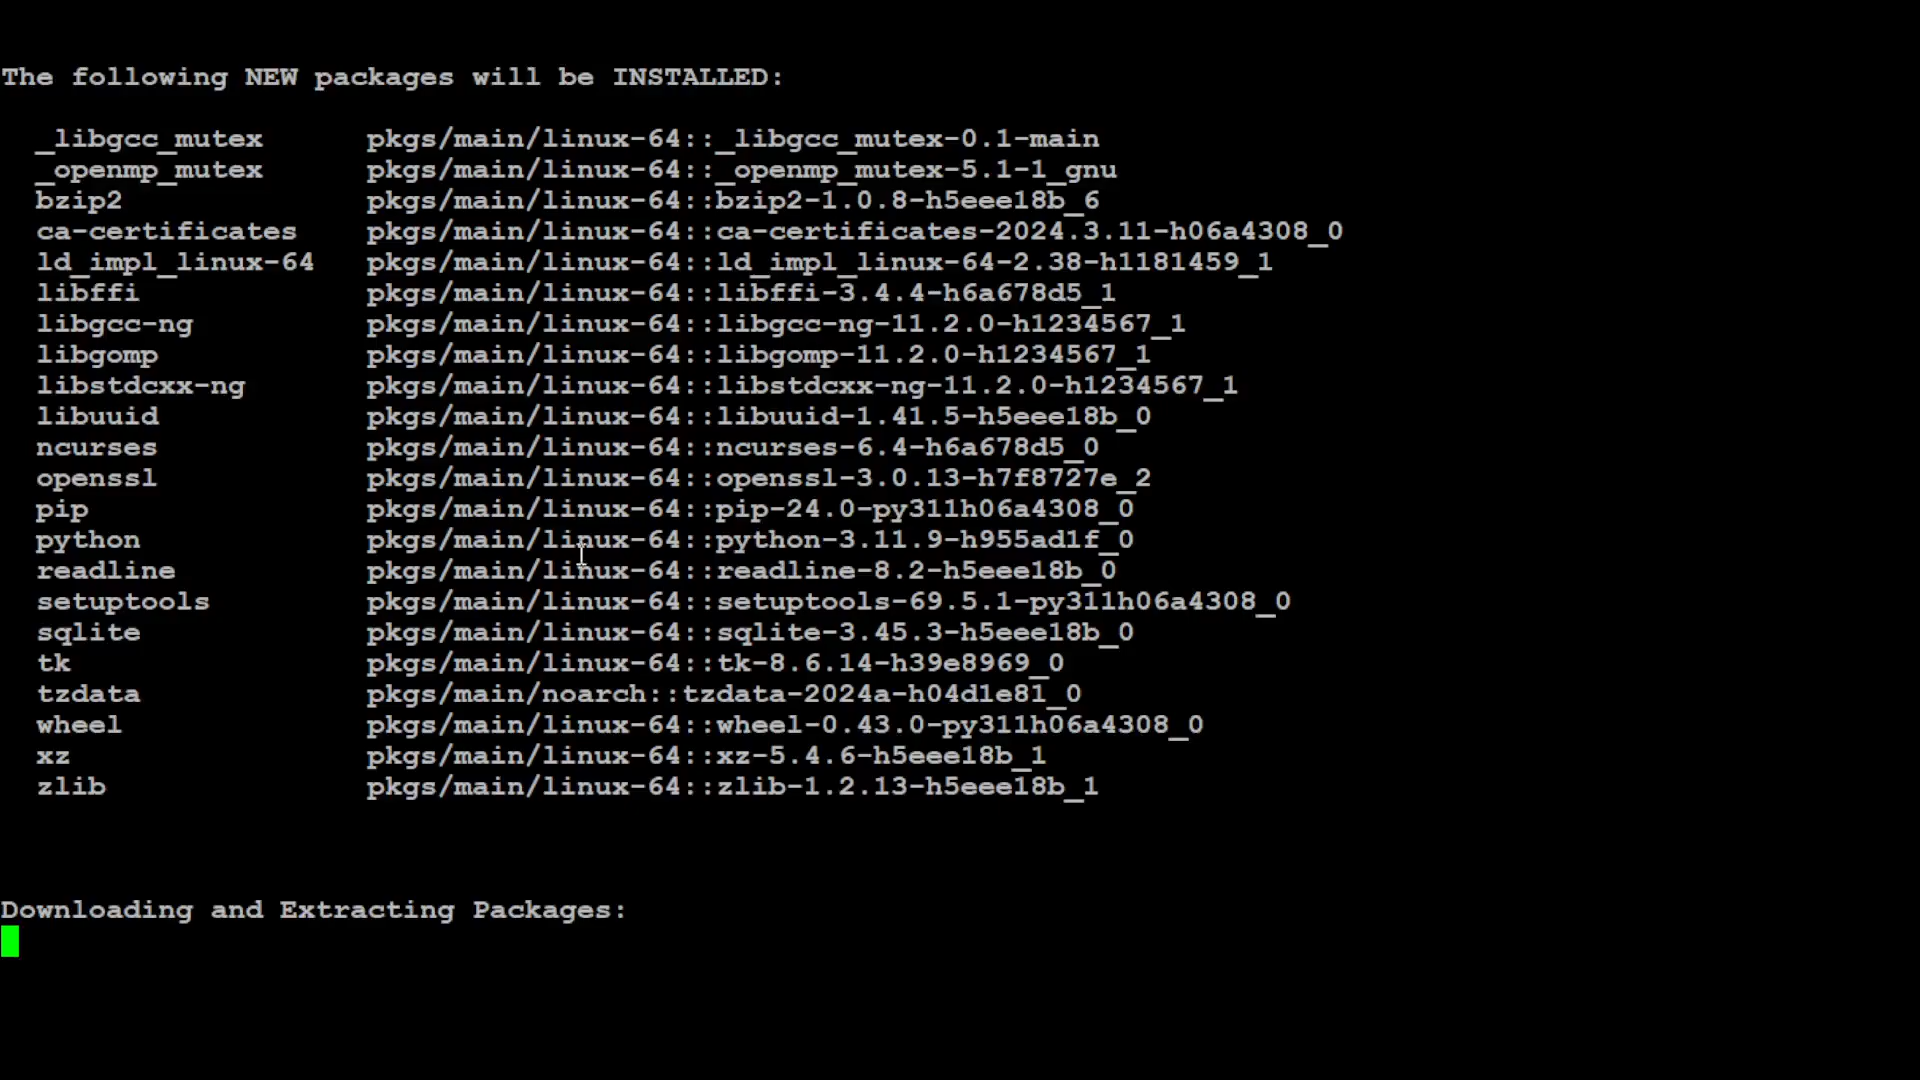 The following NEW packages will be INSTALLED:
_libgcc_mutex pkgs/main/linux-64::_libgcc_mutex-0.1-main
_openmp_mutex pkgs/main/linux-64::_openmp_mutex-5.1-1_gnu
bzip2 pkgs/main/linux-64::bzip2-1.0.8-h5eee18b_6
ca-certificates pkgs/main/linux-64::ca-certificates-2024.3.11-h06a4308_0
ld_impl_linux-64 pkgs/main/linux-64::ld_impl_linux-64-2.38-h1181459_1
libffi pkgs/main/linux-64::libffi-3.4.4-h6a678d5_1
libgcc-ng pkgs/main/linux-64::libgcc-ng-11.2.0-h1234567_1
libgomp pkgs/main/linux-64::libgomp-11.2.0-h1234567_1
libstdcxx-ng pkgs/main/linux-64::libstdcxx-ng-11.2.0-h1234567_1
libuuid pkgs/main/linux-64::libuuid-1.41.5-h5eee18b_0
ncurses pkgs/main/linux-64::ncurses-6.4-h6a678d5_0
openssl pkgs/main/linux-64::openssl-3.0.13-h7f8727e_2
pip pkgs/main/linux-64::pip-24.0-py311h06a4308_0
python pkgs/main/linux-64::python-3.11.9-h955ad1f_0
readline pkgs/main/linux-64::readline-8.2-h5eee18b_0
setuptools pkgs/main/linux-64::setuptools-69.5.1-py311h06a4308_0
sqlite pkgs/main/linux-64::sqlite-3.45.3-h5eee18b_0
tk pkgs/main/linux-64::tk-8.6.14-h39e8969_0
tzdata pkgs/main/noarch::tzdata-2024a-h04d1e81_0
wheel pkgs/main/linux-64::wheel-0.43.0-py311h06a4308_0
xz pkgs/main/linux-64::xz-5.4.6-h5eee18b_1
zlib pkgs/main/linux-64::zlib-1.2.13-h5eee18b_1
Downloading and Extracting Packages: